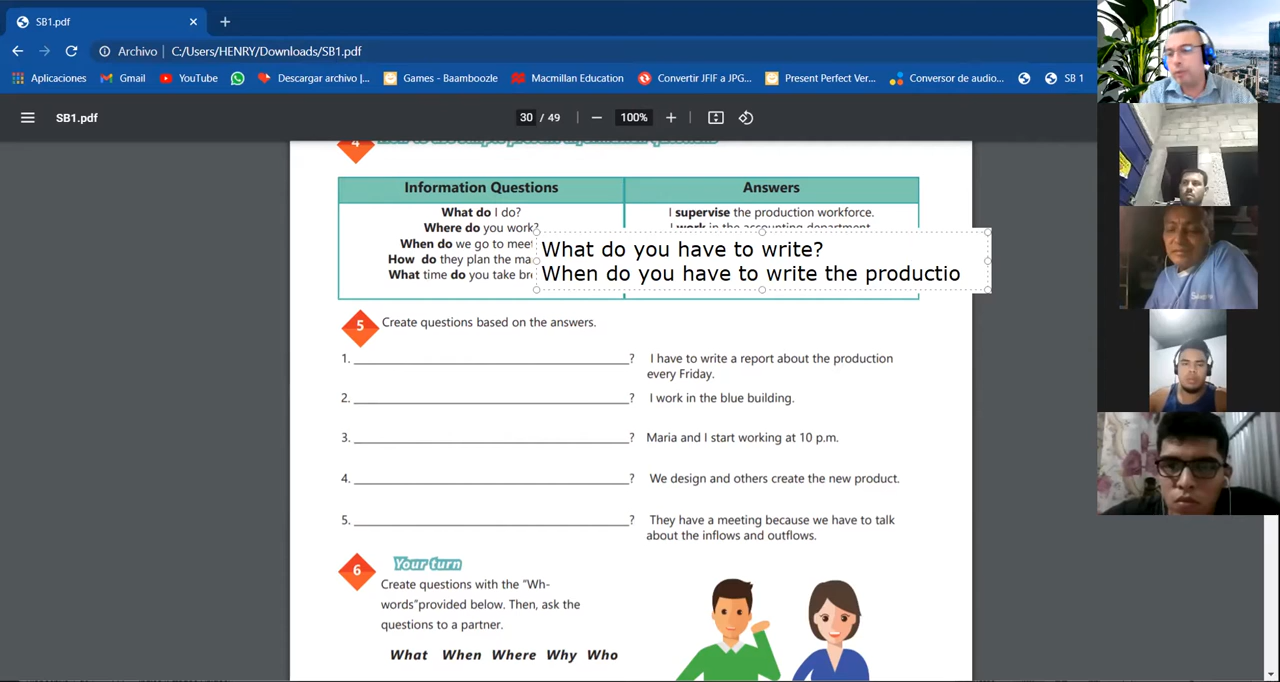 SB1.pdf
Archivo
C:/Users/HENRY/Downloads/SB1.pdf
Aplicaciones
Gmail
YouTube
Descargar archivo |...
Games - Baamboozle
Macmillan Education
Convertir JFIF a JPG...
Present Perfect Ver...
Conversor de audio...
SB 1
SB1.pdf
30 / 49
100%
4
Information Questions
Answers
What do I do?
I supervise the production workforce.
Where do you work?
I work in the accounting department.
When do we go to mee
How do they plan the ma
What time do you take bre
What do you have to write?
When do you have to write the productio
5 Create questions based on the answers.
1. ? I have to write a report about the production
every Friday.
2. ? I work in the blue building.
3. ? Maria and I start working at 10 p.m.
4. ? We design and others create the new product.
5. ? They have a meeting because we have to talk
about the inflows and outflows.
6 Your turn
Create questions with the “Wh-
words”provided below. Then, ask the
questions to a partner.
What When Where Why Who